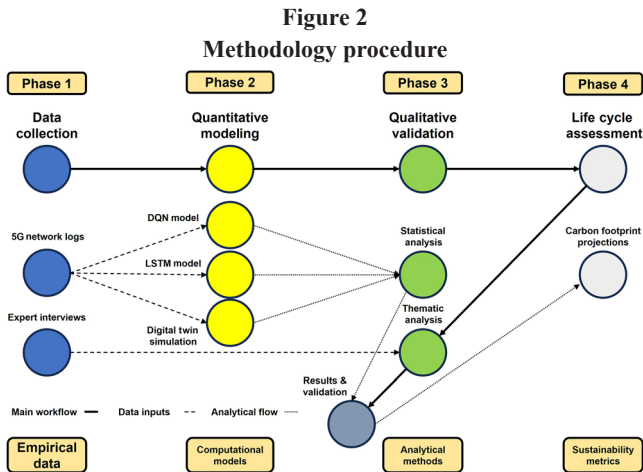 Figure 2
Methodology procedure
Phase 1
Phase 2
Phase 3
Phase 4
Data
collection
Quantitative
modeling
Qualitative
validation
Life cycle
assessment
DQN model
5G network logs
LSTM model
Statistical
analysis
Carbon footprint
projections
Expert interviews
Digital twin
simulation
Thematic
analysis
Results &
validation
Main workflow
Data inputs
Analytical flow
Empirical
data
Computational
models
Analytical
methods
Sustainability
metrics